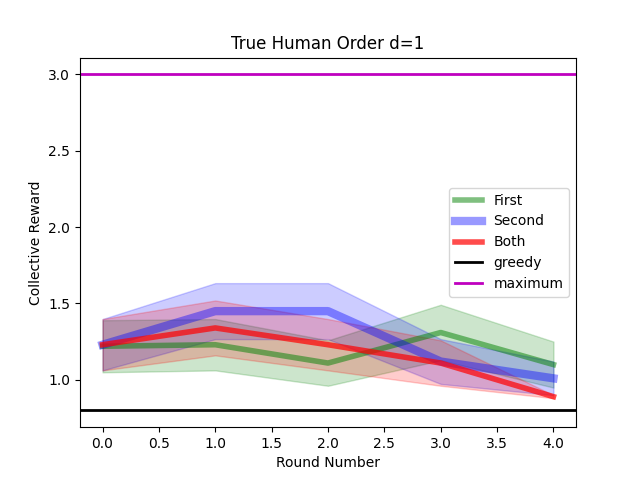 True Human Order d=1
3.0
2.5
2.0
1.5
1.0
Collective Reward
First
Second
Both
greedy
maximum
0.0 0.5 1.0 1.5 2.0 2.5 3.0 3.5 4.0
Round Number